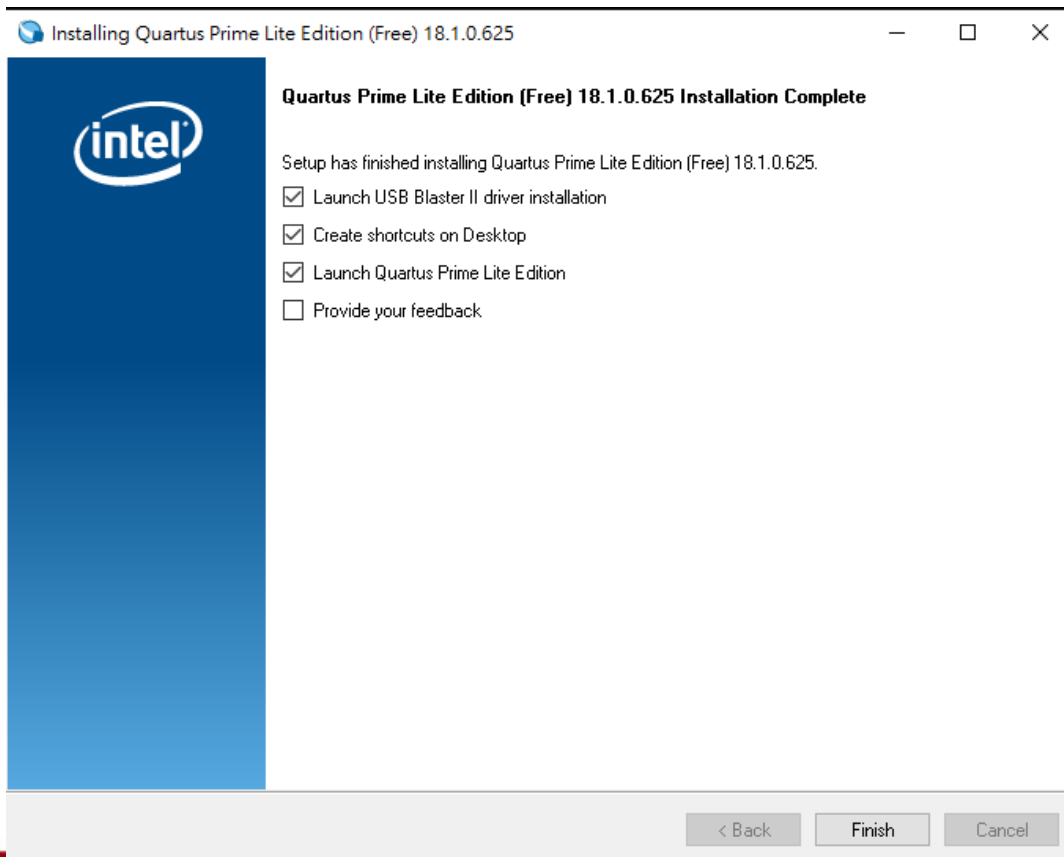 Installing Quartus Prime Lite Edition (Free) 18.1.0.625
intel
Quartus Prime Lite Edition (Free) 18.1.0.625 Installation Complete
Setup has finished installing Quartus Prime Lite Edition (Free) 18.1.0.625.
Launch USB Blaster II driver installation
Create shortcuts on Desktop
Launch Quartus Prime Lite Edition
Provide your feedback
< Back Finish Cancel